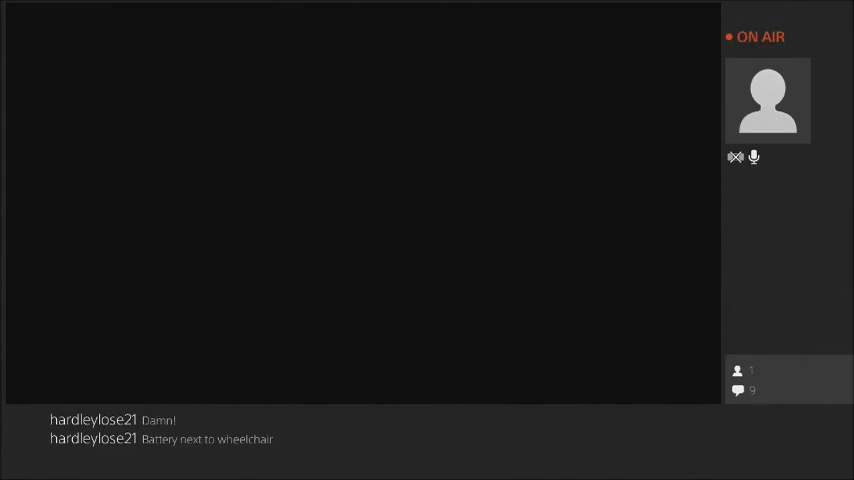 ON AIR
1
9
hardleylose21 Damn!
hardleylose21 Battery next to wheelchair